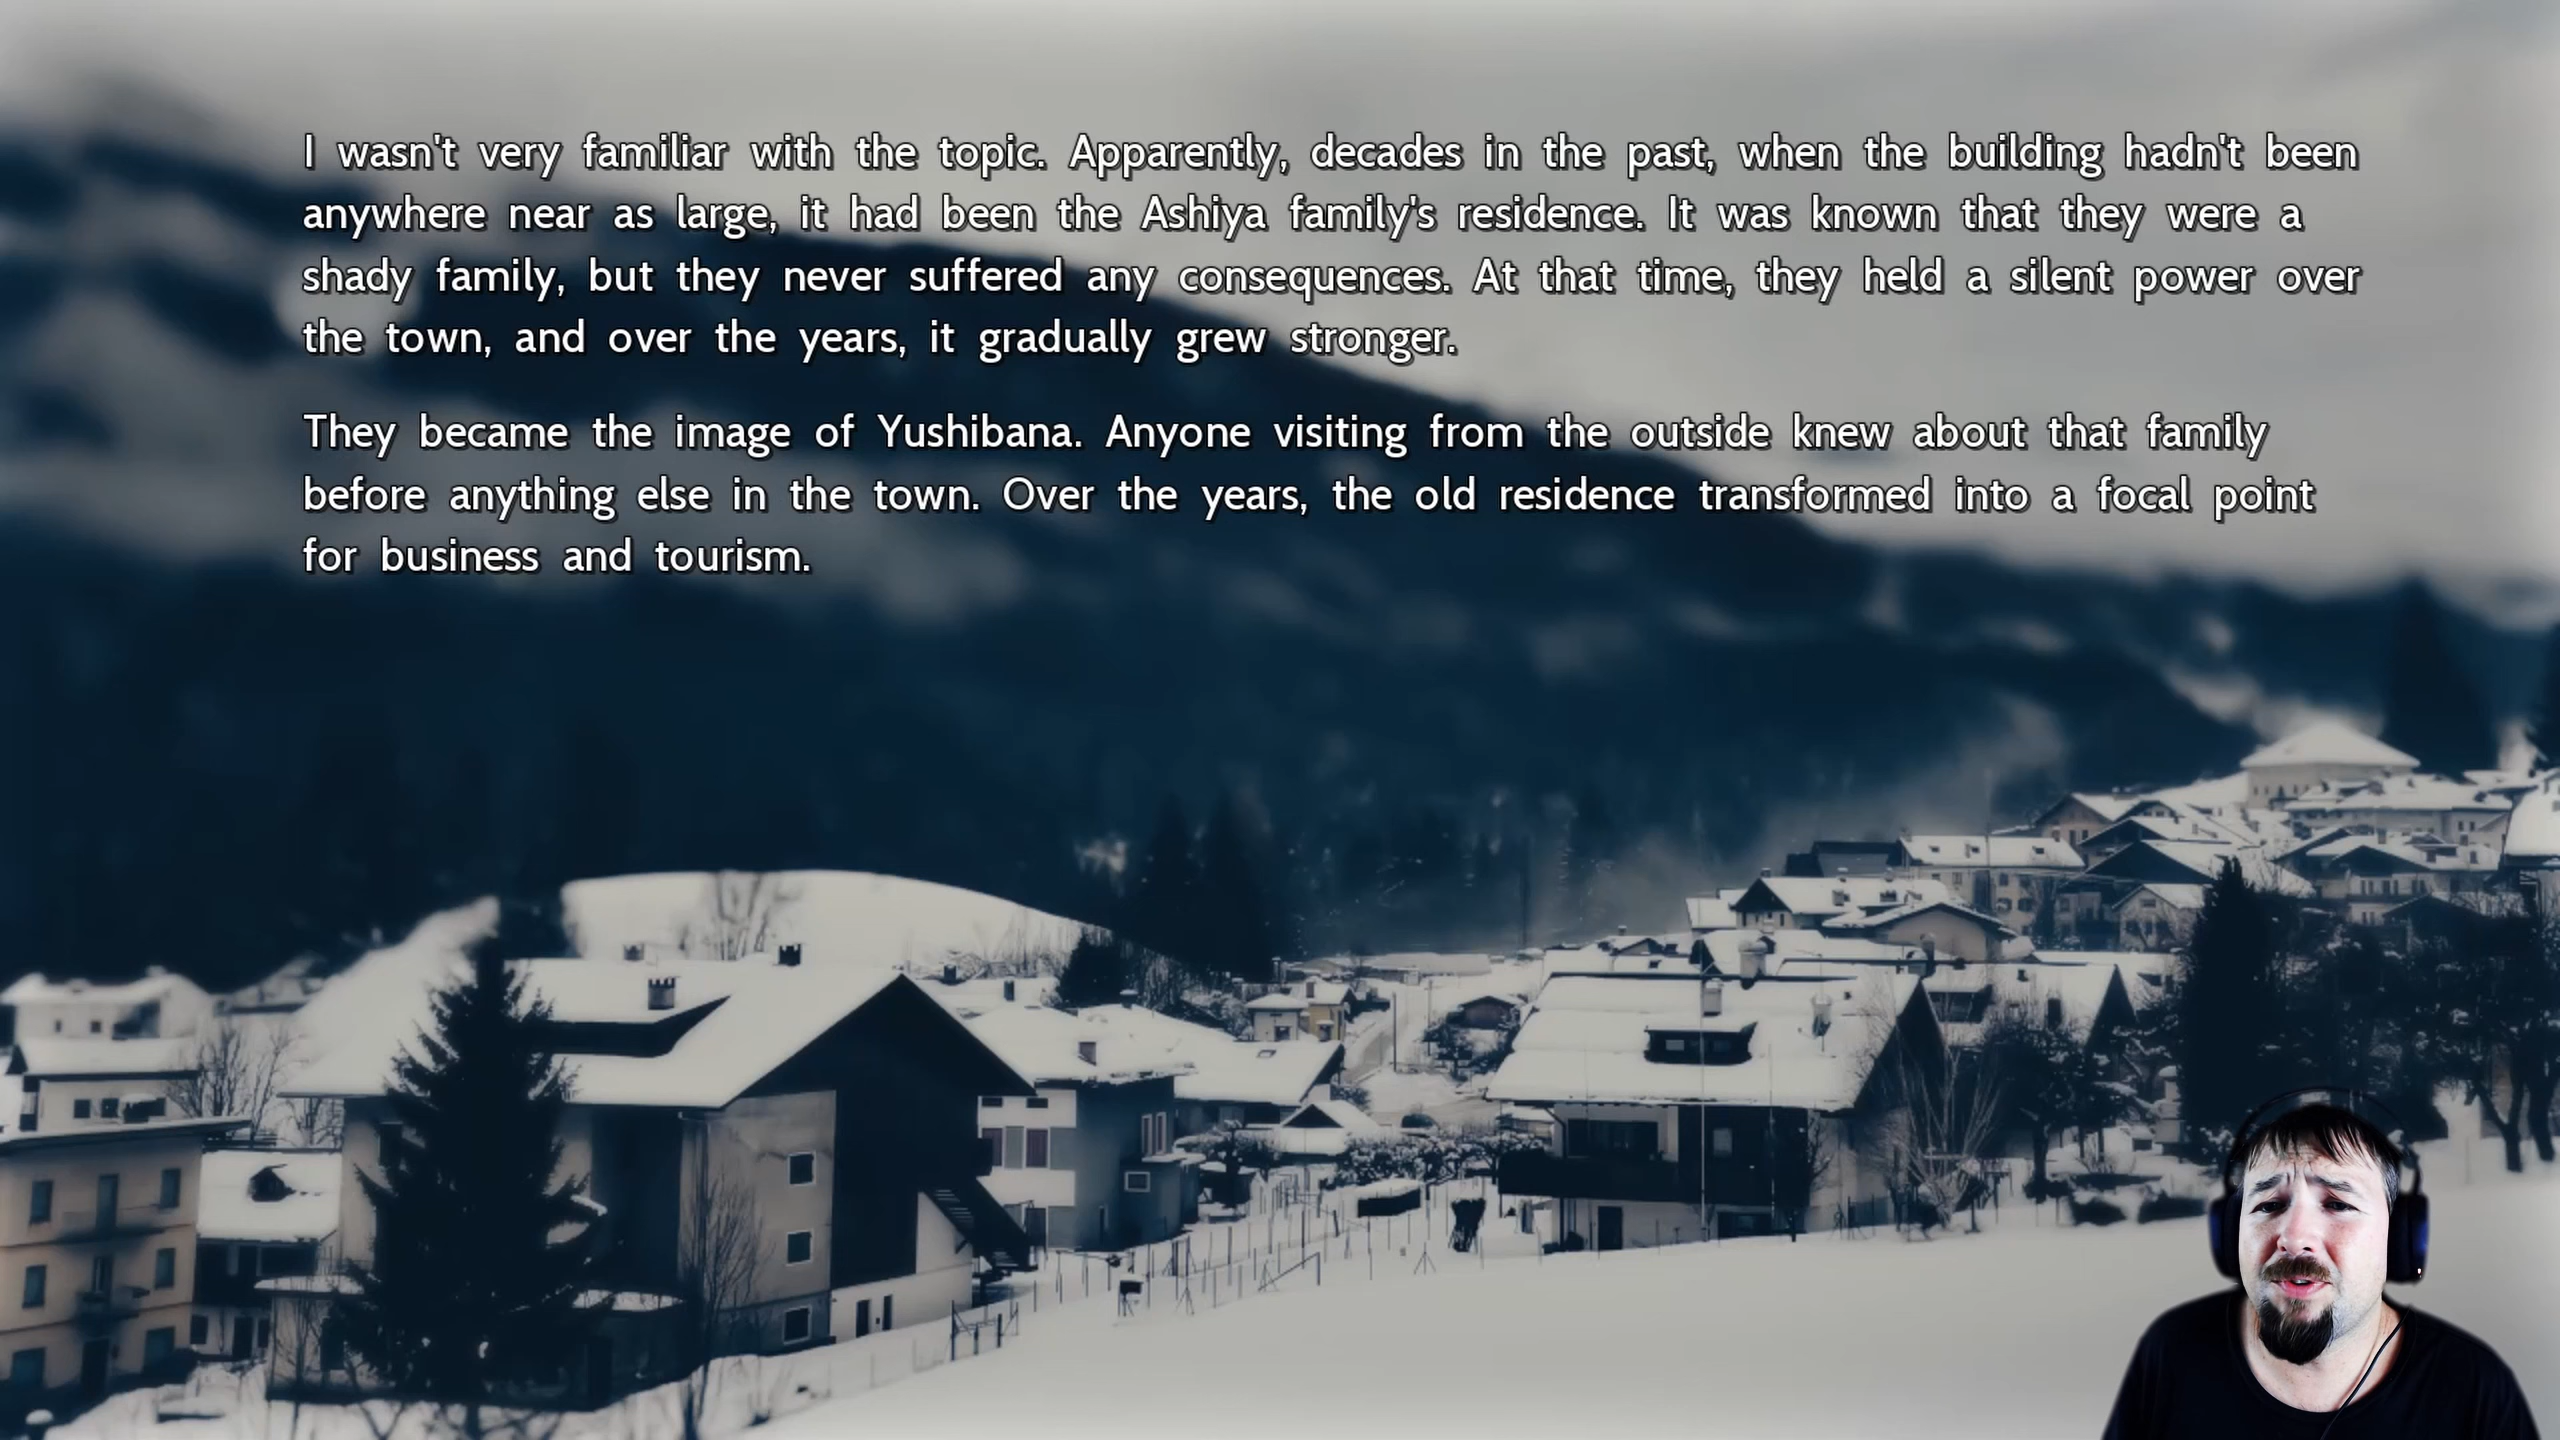 I wasn't very familiar with the topic. Apparently, decades in the past, when the building hadn't been
anywhere near as large, it had been the Ashiya family's residence. It was known that they were a
shady family, but they never suffered any consequences. At that time, they held a silent power over
the town, and over the years, it gradually grew stronger.
They became the image of Yushibana. Anyone visiting from the outside knew about that family
before anything else in the town. Over the years, the old residence transformed into a focal point
for business and tourism.